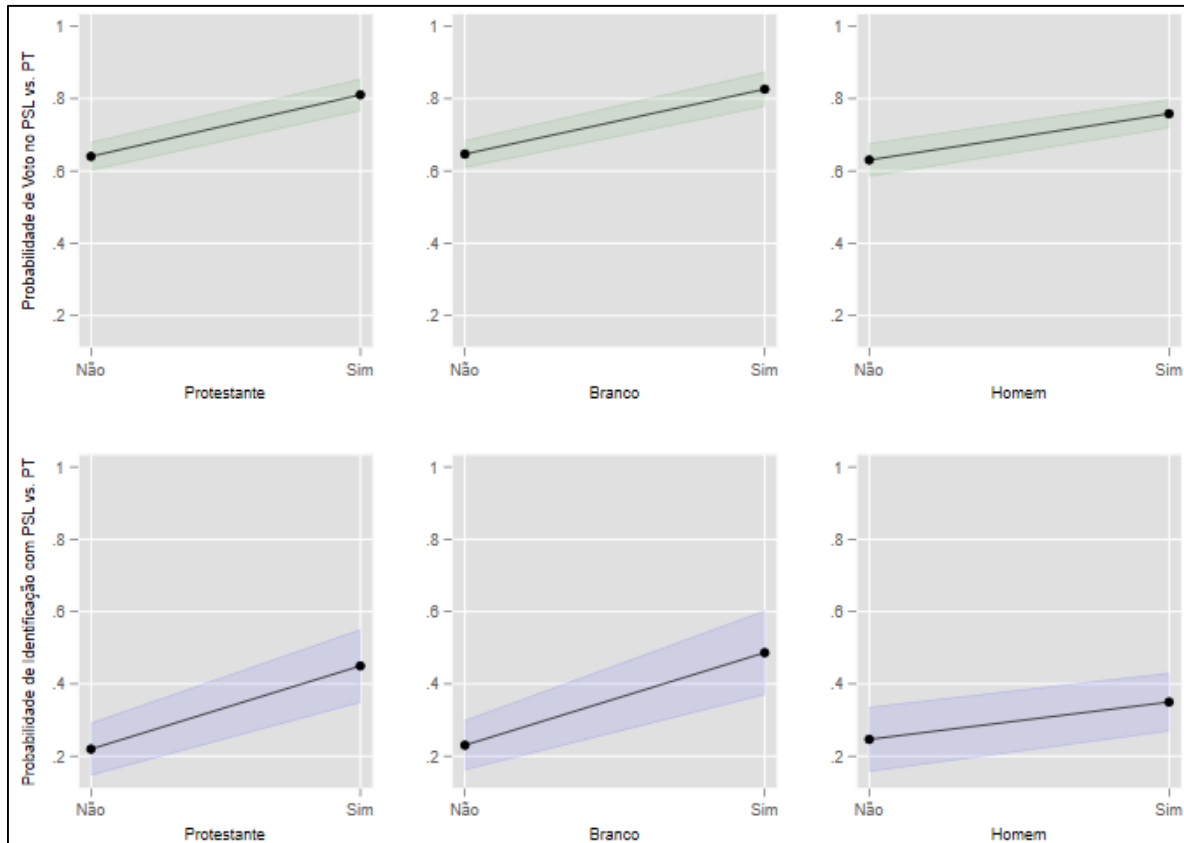 Probabilidade de Voto no PSL vs. PT
1
.8
.6
.4
.2
Não
Sim
Protestante
1
.8
.6
.4
.2
Não
Sim
Branco
1
.8
.6
.4
.2
Não
Sim
Homem
Probabilidade de Identificação com PSL vs. PT
1
.8
.6
.4
.2
Não
Sim
Protestante
1
.8
.6
.4
.2
Não
Sim
Branco
1
.8
.6
.4
.2
Não
Sim
Homem